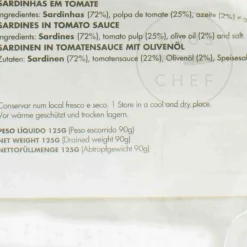 SARDINHAS EM TOMATE
Ingredientes: Sardinhas (72%), polpa de tomate (25%), azeite (2%)
SARDINES IN TOMATO SAUCE
Ingredients: Sardines (72%), tomato pulp (25%), olive oil (2%) and salt.
SARDINEN IN TOMATENSAUCE MIT OLIVENÖL
Zutaten: Sardinen (72%), tomatensauce (22%), Olivenöl (2%), Speisesal
CHEF
Conservar num local fresco e seco. | Store in a cool and dry place.
Vor wärme geschützt und trocken lagern.
PESO LÍQUIDO 125G (Peso escorrido 90g)
NET WEIGHT 125G (Drained weight 90g)
NETTOFÜLLMENGE 125G (Abtropfgewicht 90g)